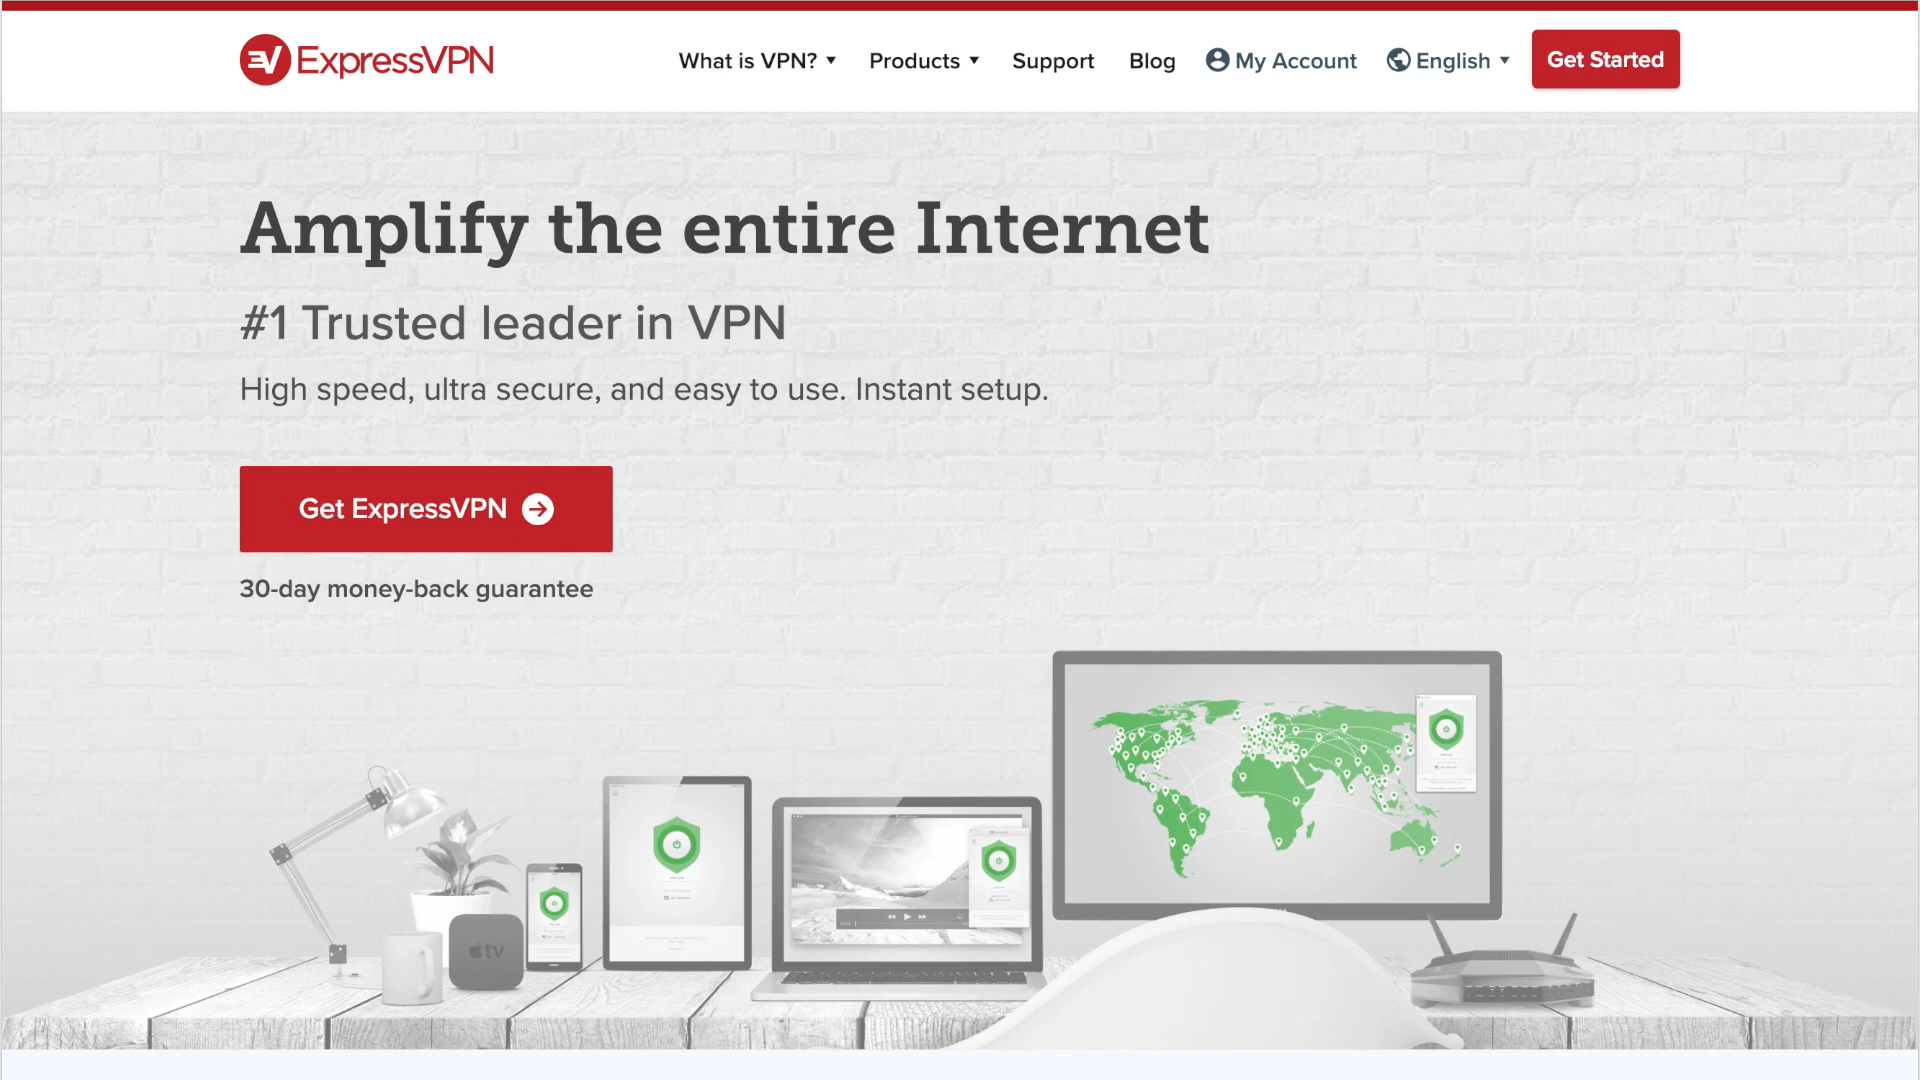 ExpressVPN
What is VPN? Products Support Blog My Account English Get Started
Amplify the entire Internet
#1 Trusted leader in VPN
High speed, ultra secure, and easy to use. Instant setup.
Get ExpressVPN
30-day money-back guarantee
tv